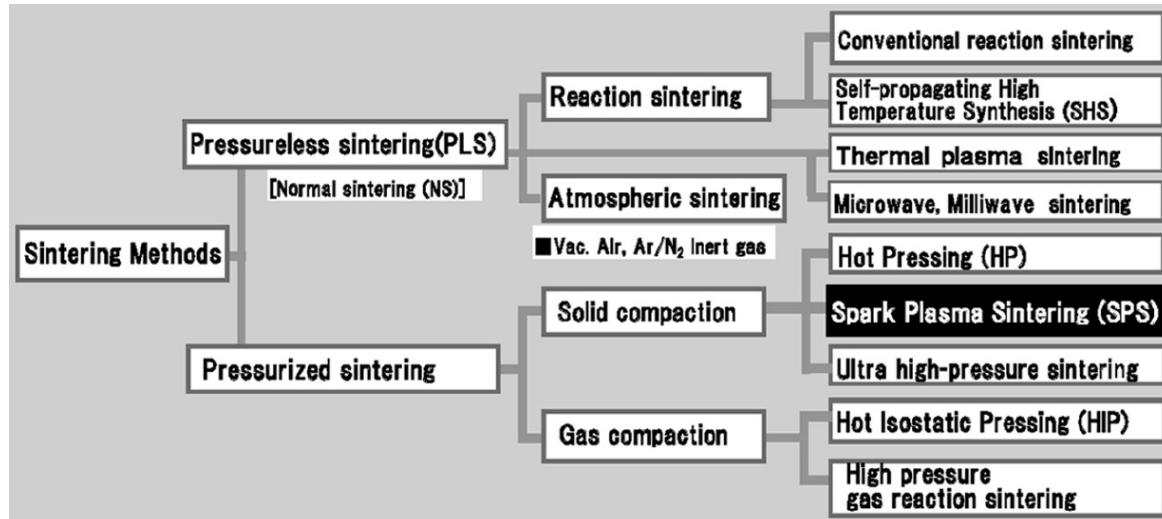 Conventional reaction sintering
Reaction sintering
Self-propagating High
Temperature Synthesis (SHS)
Pressureless sintering(PLS)
Thermal plasma sintering
[Normal sintering (NS)]
Atmospheric sintering
Microwave, Milliwave sintering
Sintering Methods
■Vac. Air, Ar/N₂ Inert gas
Hot Pressing (HP)
Solid compaction
Spark Plasma Sintering (SPS)
Pressurized sintering
Ultra high-pressure sintering
Gas compaction
Hot Isostatic Pressing (HIP)
High pressure
gas reaction sintering